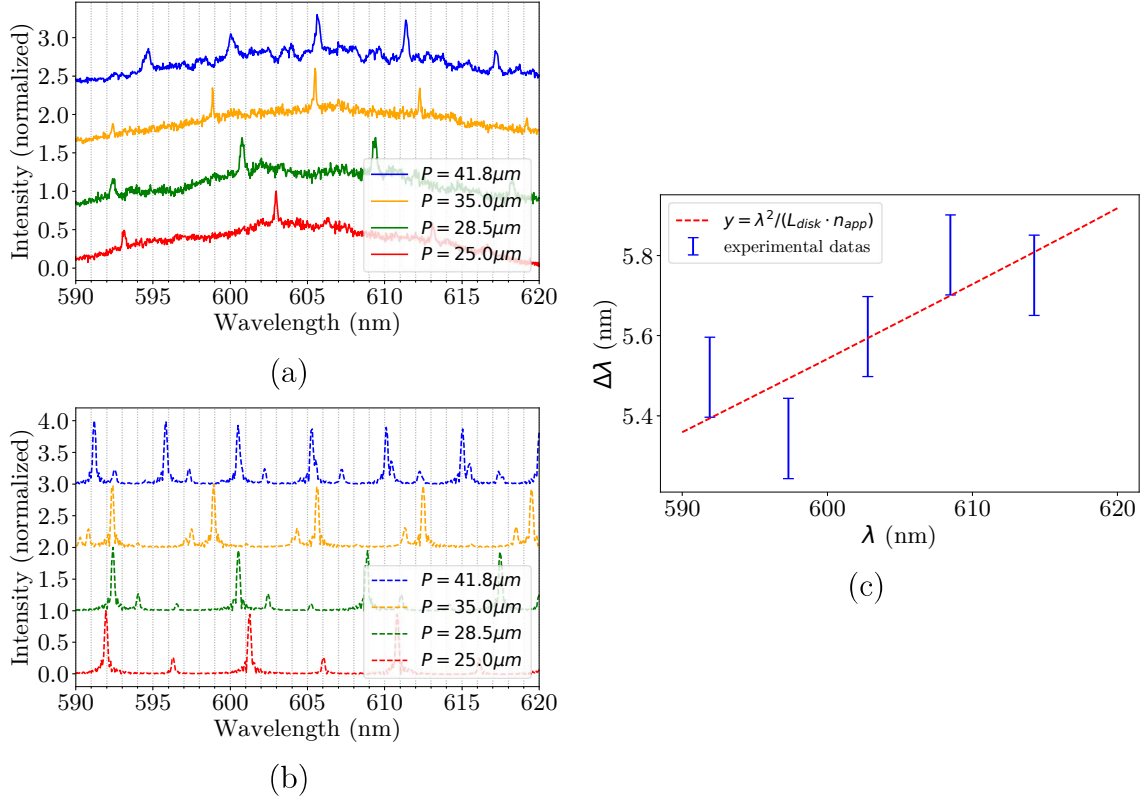 Intensity (normalized)
3.0
2.5
2.0
1.5
1.0
0.5
0.0
P = 41.8μm
P = 35.0μm
P = 28.5μm
P = 25.0μm
590 595 600 605 610 615 620
Wavelength (nm)
(a)
Intensity (normalized)
4.0
3.5
3.0
2.5
2.0
1.5
1.0
0.5
0.0
P = 41.8μm
P = 35.0μm
P = 28.5μm
P = 25.0μm
590 595 600 605 610 615 620
Wavelength (nm)
(b)
y = λ²/(L_disk · n_app)
experimental datas
Δλ (nm)
5.8
5.6
5.4
590 600 610 620
λ (nm)
(c)